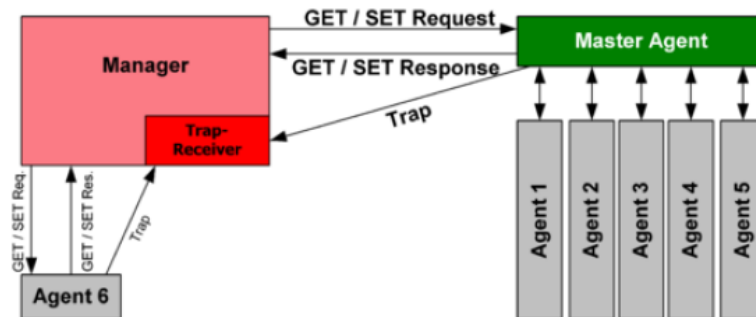 GET / SET Request
Master Agent
Manager
GET / SET Response
Trap
Trap-
Receiver
GET / SET Req.
GET / SET Res.
Trap
Agent 1
Agent 2
Agent 3
Agent 4
Agent 5
Agent 6